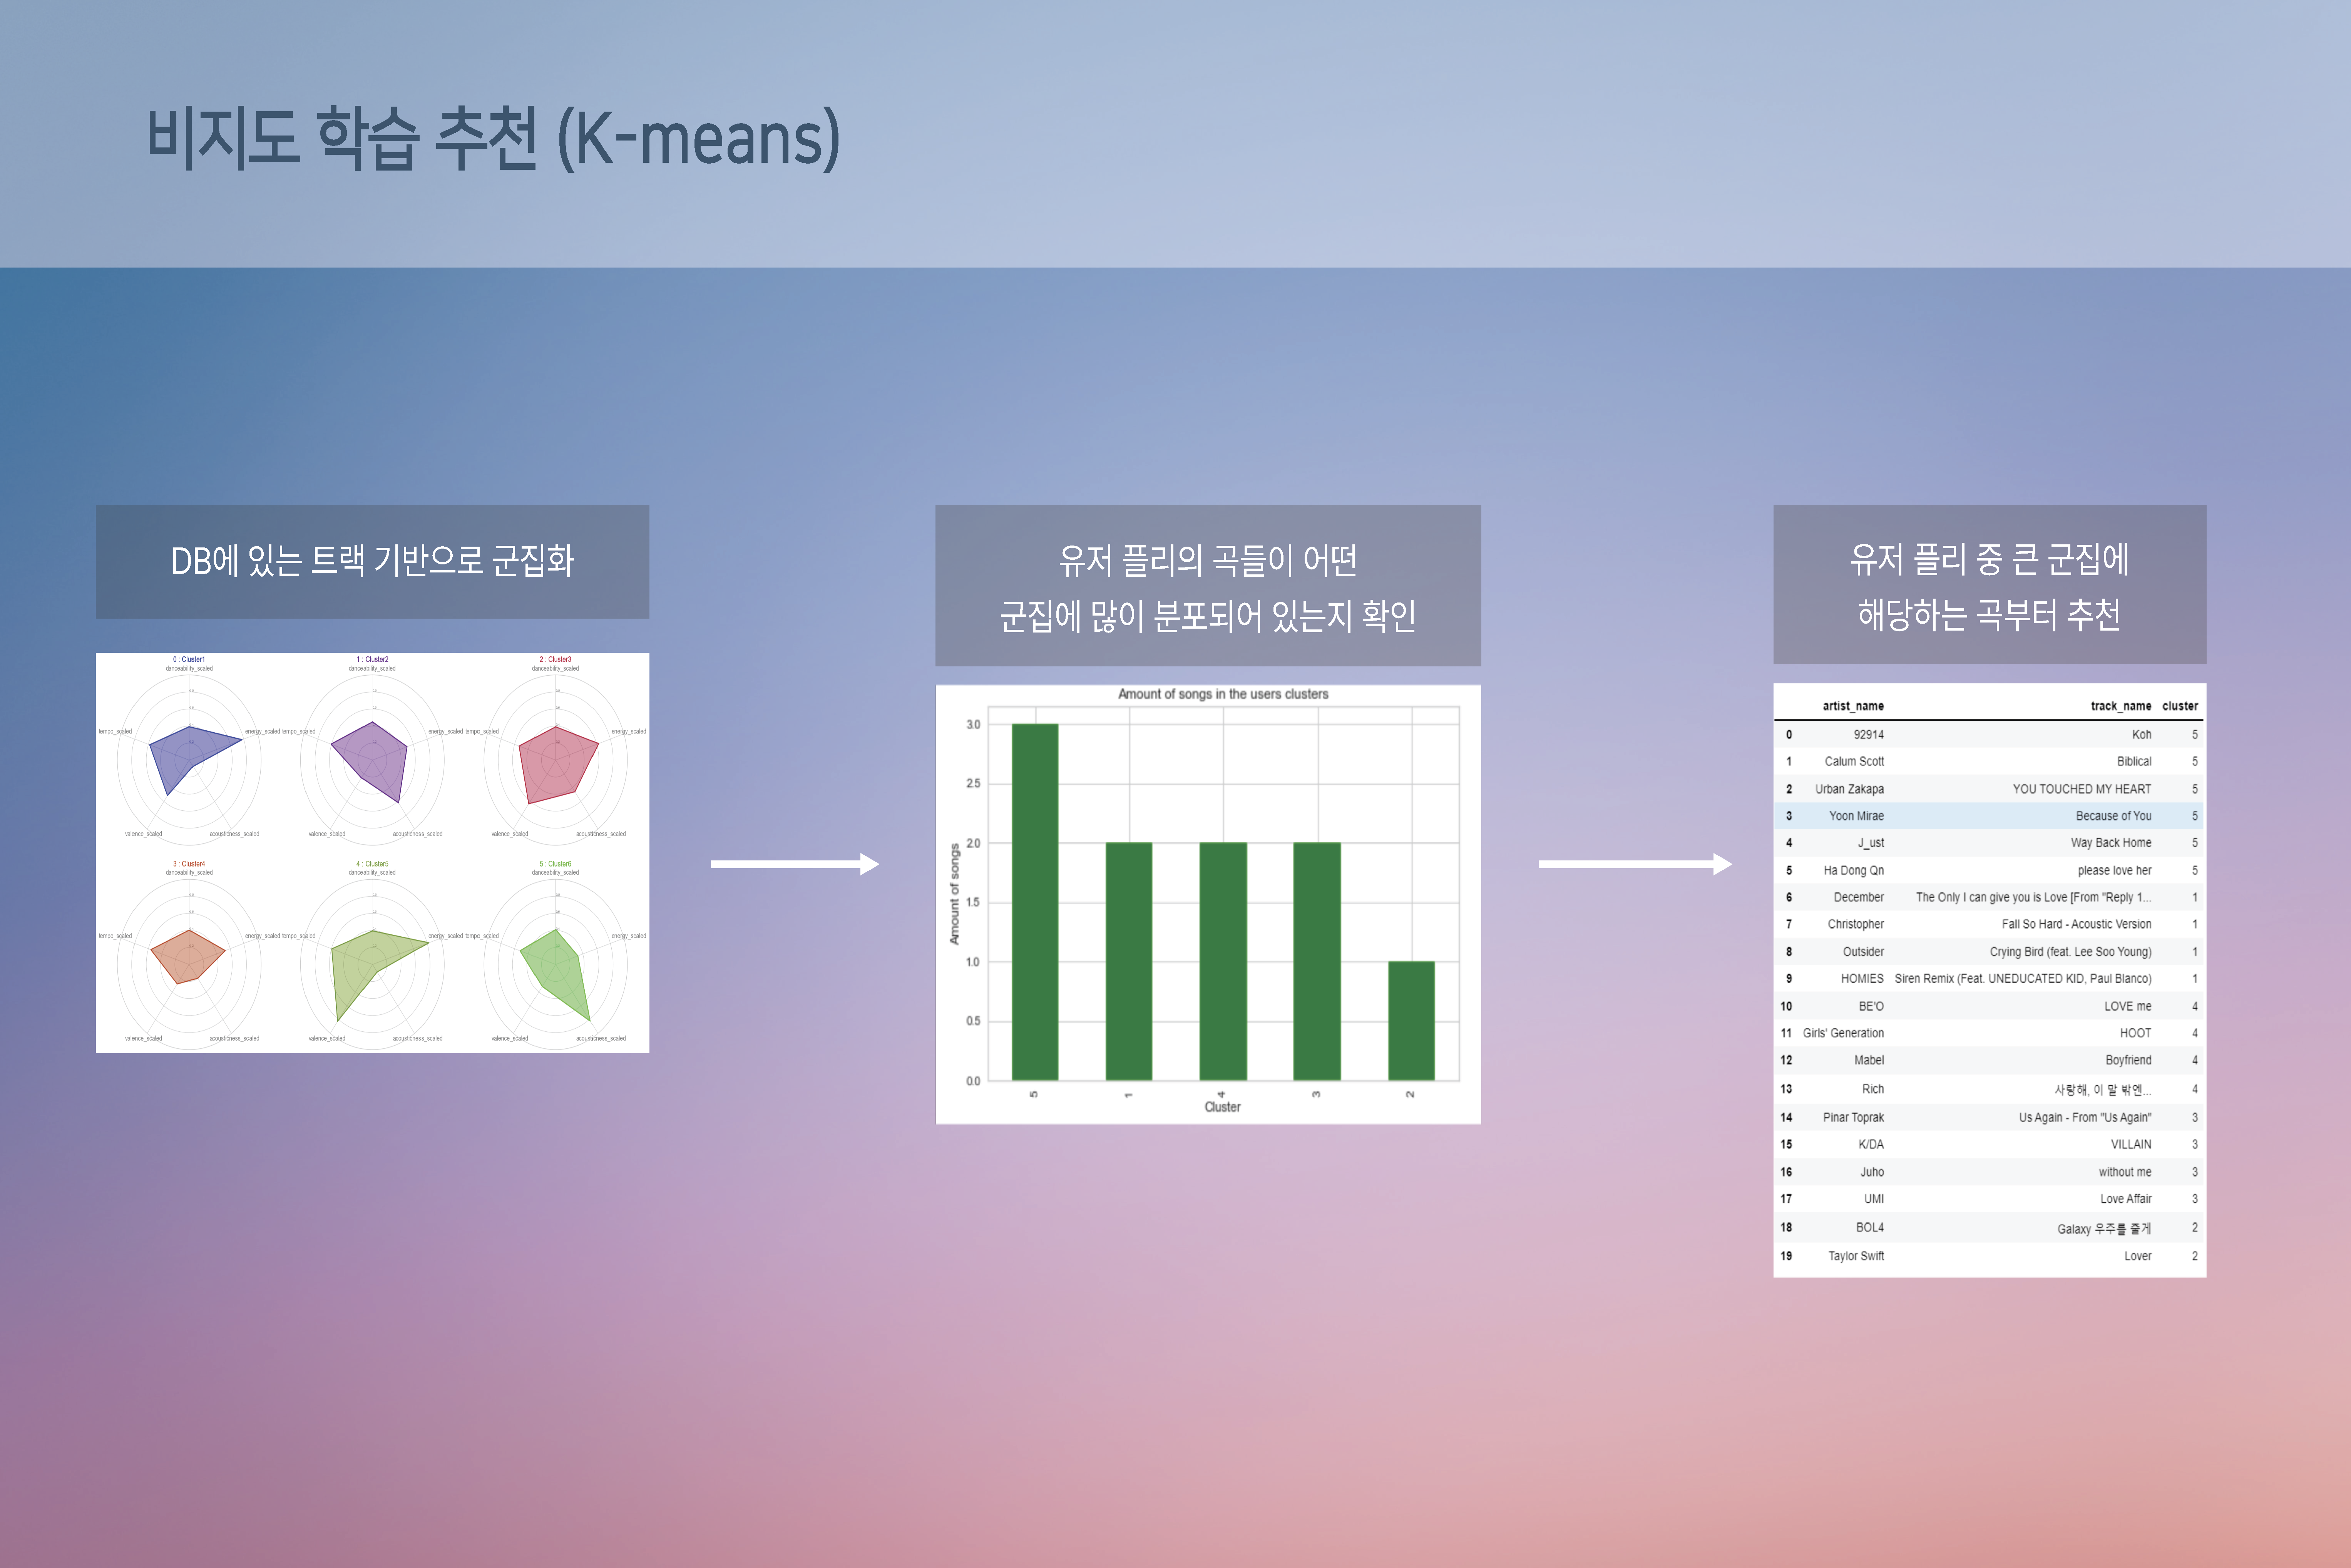 비지도 학습 추천 (K-means)
DB에 있는 트랙 기반으로 군집화
0 : Cluster1
danceability_scaled
tempo_scaled
energy_scaled
valence_scaled
acousticness_scaled
1 : Cluster2
danceability_scaled
tempo_scaled
energy_scaled
valence_scaled
acousticness_scaled
2 : Cluster3
danceability_scaled
tempo_scaled
energy_scaled
valence_scaled
acousticness_scaled
3 : Cluster4
danceability_scaled
tempo_scaled
energy_scaled
valence_scaled
acousticness_scaled
4 : Cluster5
danceability_scaled
tempo_scaled
energy_scaled
valence_scaled
acousticness_scaled
5 : Cluster6
danceability_scaled
tempo_scaled
energy_scaled
valence_scaled
acousticness_scaled
유저 플리의 곡들이 어떤
군집에 많이 분포되어 있는지 확인
Amount of songs in the users clusters
Amount of songs
3.0
2.5
2.0
1.5
1.0
0.5
0.0
5 1 4 3 2
Cluster
유저 플리 중 큰 군집에
해당하는 곡부터 추천
artist_name track_name cluster
0 92914 Koh 5
1 Calum Scott Biblical 5
2 Urban Zakapa YOU TOUCHED MY HEART 5
3 Yoon Mirae Because of You 5
4 J_ust Way Back Home 5
5 Ha Dong Qn please love her 5
6 December The Only I can give you is Love [From "Reply 1... 1
7 Christopher Fall So Hard - Acoustic Version 1
8 Outsider Crying Bird (feat. Lee Soo Young) 1
9 HOMIES Siren Remix (Feat. UNEDUCATED KID, Paul Blanco) 1
10 BE'O LOVE me 4
11 Girls' Generation HOOT 4
12 Mabel Boyfriend 4
13 Rich 사랑해, 이 말 밖엔... 4
14 Pinar Toprak Us Again - From "Us Again" 3
15 K/DA VILLAIN 3
16 Juho without me 3
17 UMI Love Affair 3
18 BOL4 Galaxy 우주를 줄게 2
19 Taylor Swift Lover 2